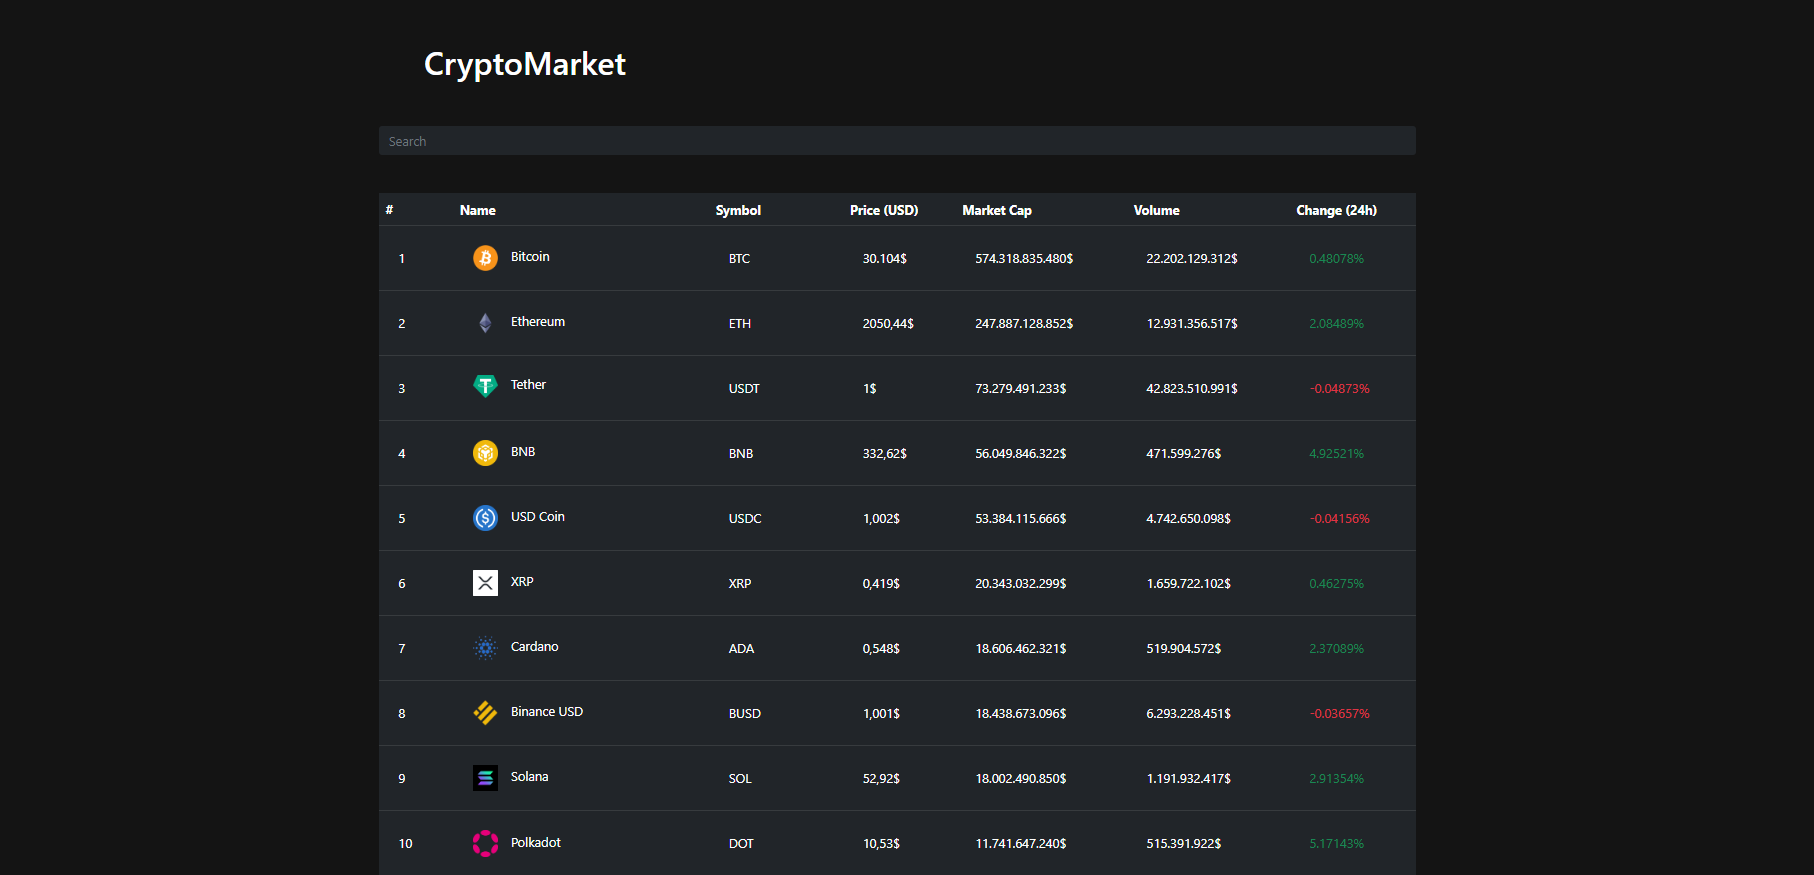 CryptoMarket
Search
# Name Symbol Price (USD) Market Cap Volume Change (24h)
1 Bitcoin BTC 30.104$ 574.318.835.480$ 22.202.129.312$ 0.48078%
2 Ethereum ETH 2050,44$ 247.887.128.852$ 12.931.356.517$ 2.08489%
3 Tether USDT 1$ 73.279.491.233$ 42.823.510.991$ -0.04873%
4 BNB BNB 332,62$ 56.049.846.322$ 471.599.276$ 4.92521%
5 USD Coin USDC 1,002$ 53.384.115.666$ 4.742.650.098$ -0.04156%
6 XRP XRP 0,419$ 20.343.032.299$ 1.659.722.102$ 0.46275%
7 Cardano ADA 0,548$ 18.606.462.321$ 519.904.572$ 2.37089%
8 Binance USD BUSD 1,001$ 18.438.673.096$ 6.293.228.451$ -0.03657%
9 Solana SOL 52,92$ 18.002.490.850$ 1.191.932.417$ 2.91354%
10 Polkadot DOT 10,53$ 11.741.647.240$ 515.391.922$ 5.17143%